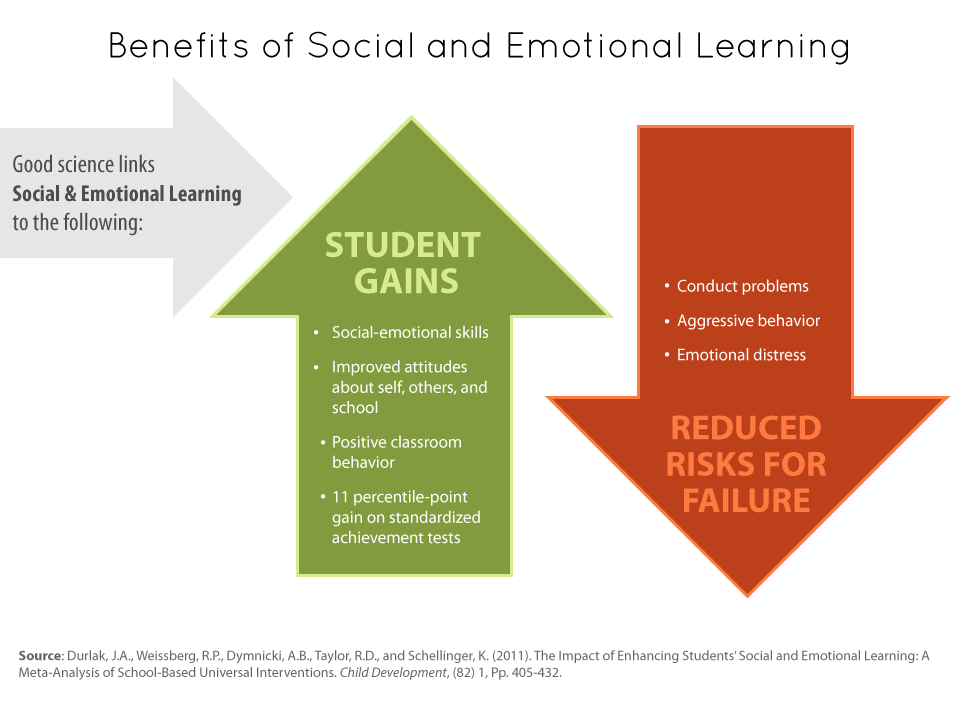 Benefits of Social and Emotional Learning
Good science links
Social & Emotional Learning
to the following:
STUDENT
GAINS
• Social-emotional skills
• Improved attitudes
about self, others, and
school
• Positive classroom
behavior
• 11 percentile-point
gain on standardized
achievement tests
• Conduct problems
• Aggressive behavior
• Emotional distress
REDUCED
RISKS FOR
FAILURE
Source: Durlak, J.A., Weissberg, R.P., Dymnicki, A.B., Taylor, R.D., and Schellinger, K. (2011). The Impact of Enhancing Students’ Social and Emotional Learning: A
Meta-Analysis of School-Based Universal Interventions. Child Development, (82) 1, Pp. 405-432.